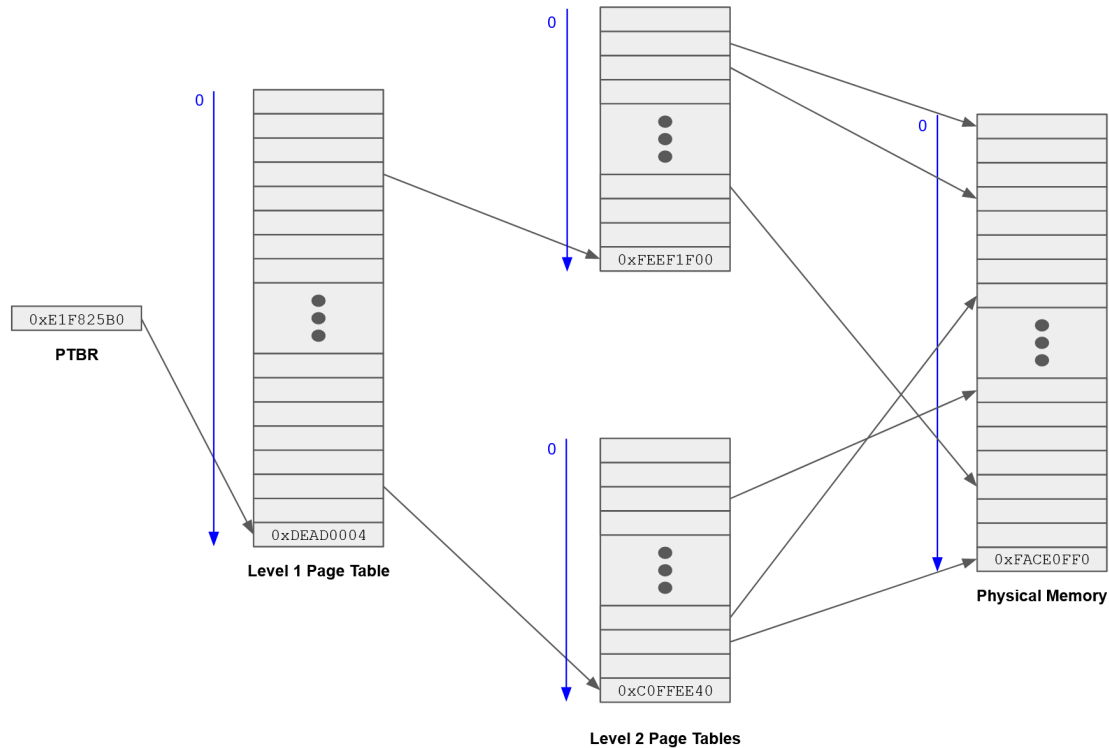 0
0
0
0xFEEF1F00
0xE1F825B0
PTBR
0
0xDEAD0004
Level 1 Page Table
0xFACE0FF0
Physical Memory
0xC0FFEE40
Level 2 Page Tables